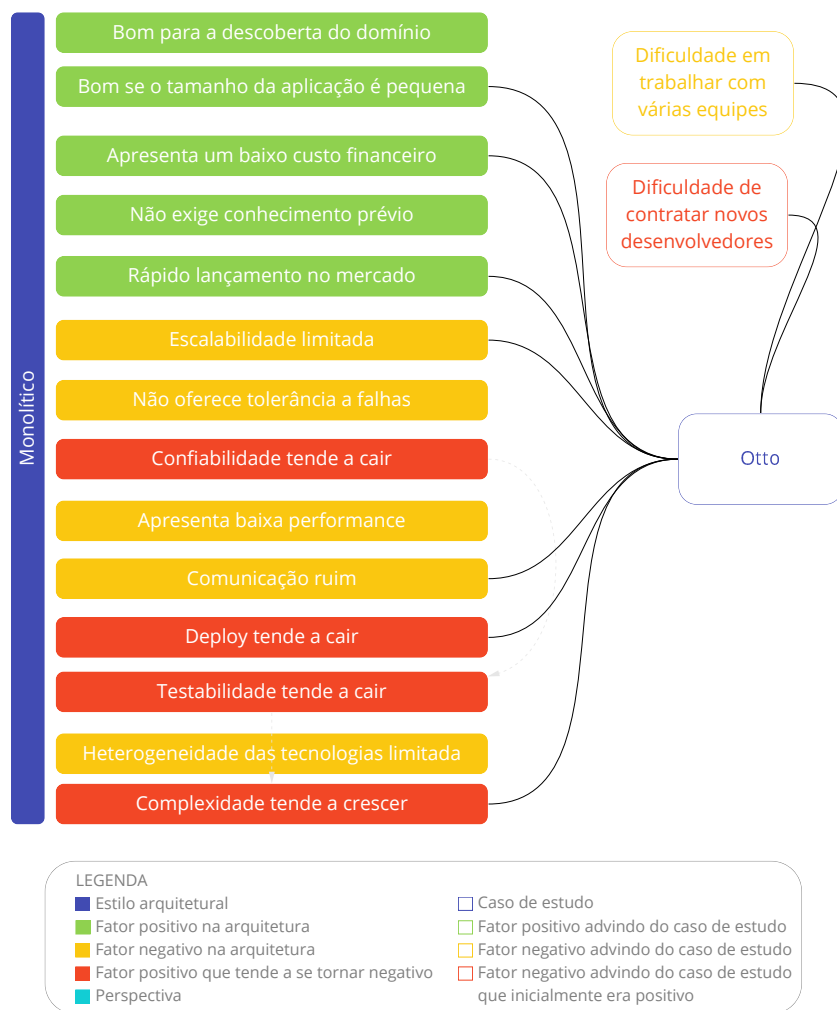 Monolítico
Bom para a descoberta do domínio
Bom se o tamanho da aplicação é pequena
Apresenta um baixo custo financeiro
Não exige conhecimento prévio
Rápido lançamento no mercado
Escalabilidade limitada
Não oferece tolerância a falhas
Confiabilidade tende a cair
Apresenta baixa performance
Comunicação ruim
Deploy tende a cair
Testabilidade tende a cair
Heterogeneidade das tecnologias limitada
Complexidade tende a crescer
Dificuldade em
trabalhar com
várias equipes
Dificuldade de
contratar novos
desenvolvedores
Otto
LEGENDA
Estilo arquitetural
Fator positivo na arquitetura
Fator negativo na arquitetura
Fator positivo que tende a se tornar negativo
Perspectiva
Caso de estudo
Fator positivo advindo do caso de estudo
Fator negativo advindo do caso de estudo
Fator negativo advindo do caso de estudo
que inicialmente era positivo